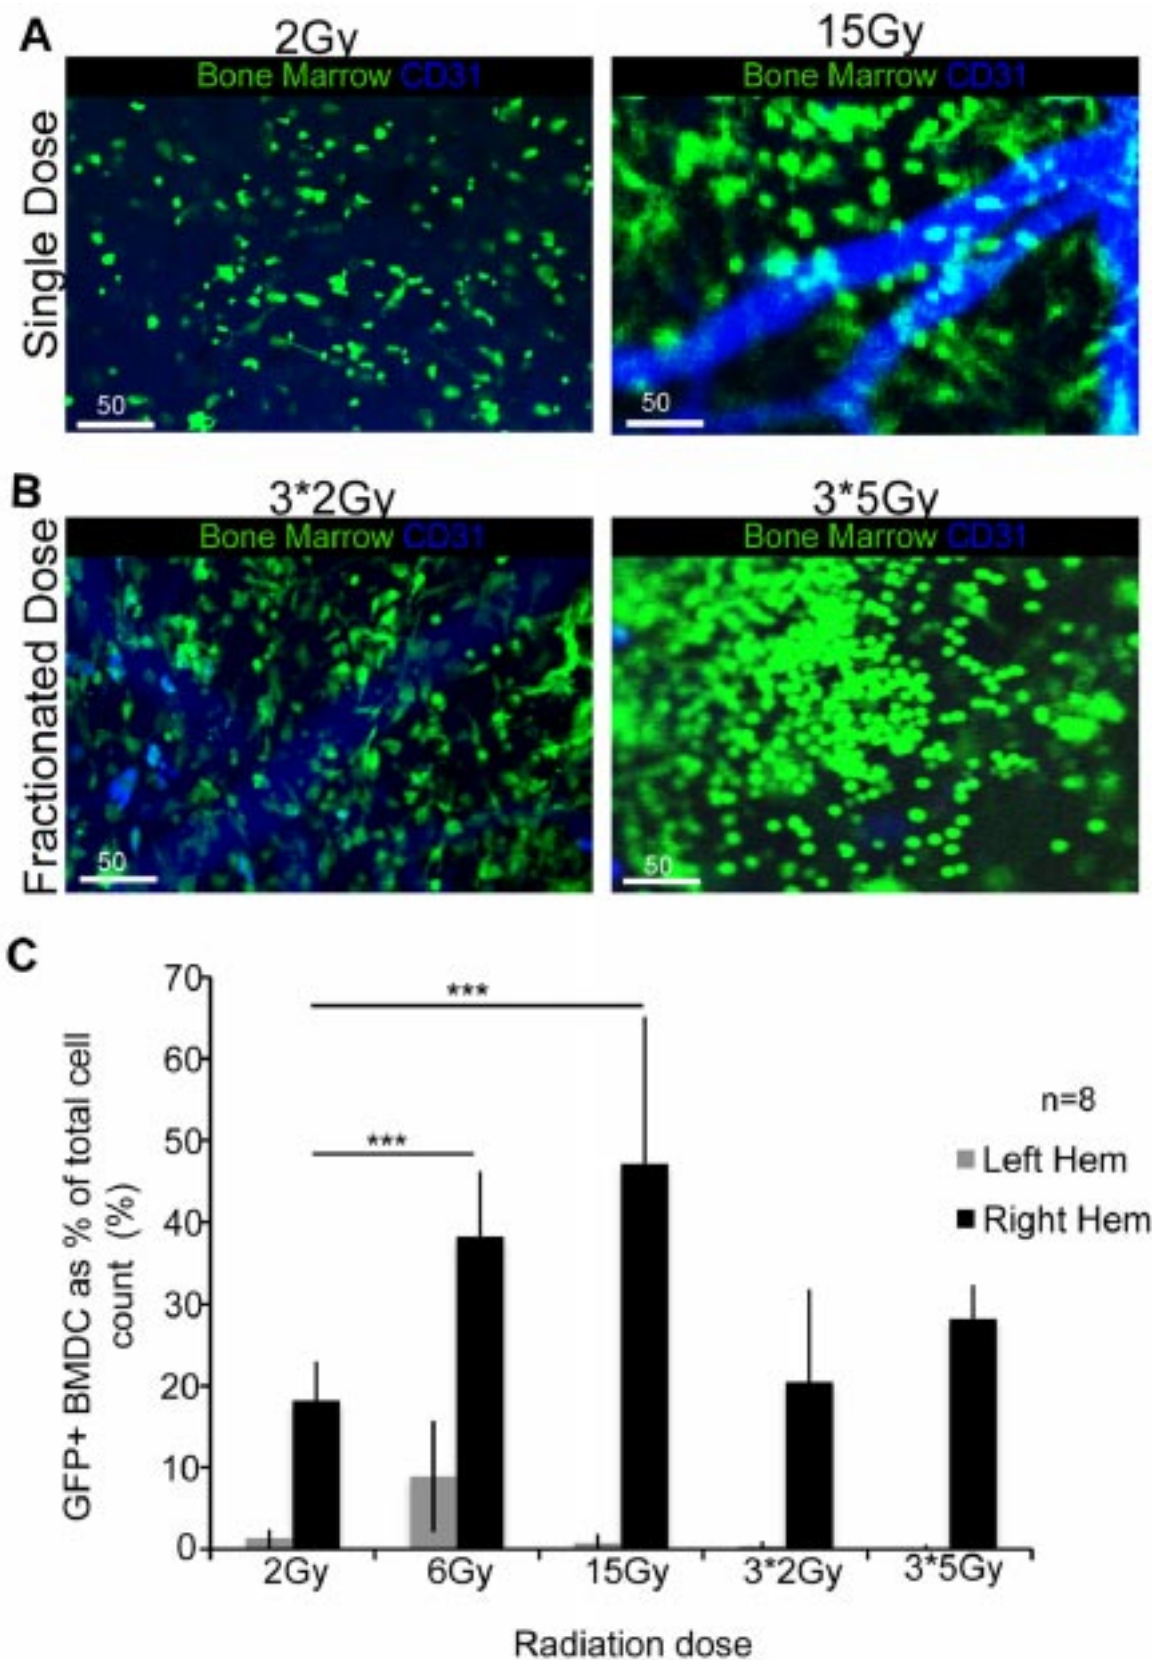 A
2Gy
15Gy
Single Dose
Bone Marrow CD31
Bone Marrow CD31
50
50
B
3*2Gy
3*5Gy
Fractionated Dose
Bone Marrow CD31
Bone Marrow CD31
50
50
C
GFP+ BMDC as % of total cell
count (%)
70
60
50
40
30
20
10
0
***
***
n=8
Left Hem
Right Hem
2Gy
6Gy
15Gy
3*2Gy
3*5Gy
Radiation dose